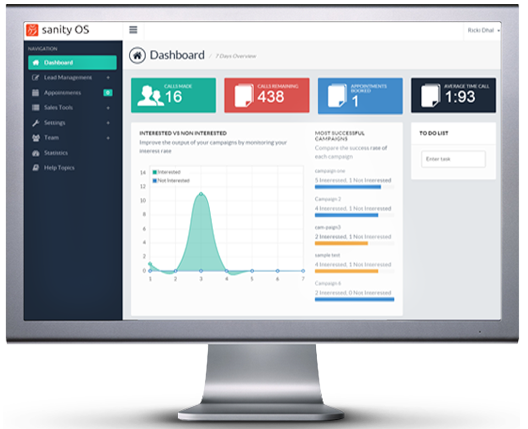 sanity OS
Ricki Dhal
NAVIGATION
Dashboard
Lead Management
Appointments
Sales Tools
Settings
Team
Statistics
Help Topics
Dashboard / 7 Days Overview
CALLS MADE
16
CALLS REMAINING
438
APPOINTMENTS
BOOKED
1
AVERAGE TIME CALL
1:93
INTERESTED VS NON INTERESTED
Improve the output of your campaigns by monitoring your
interest rate
Interested
Not Interested
14
12
10
8
6
4
2
0
1 2 3 4 5 6 7
MOST SUCCESSFUL
CAMPAIGNS
Compare the success rate of
each campaign
campaign one
5 Interested, 1 Not Interested
Campaign 3
4 Interested, 1 Not Interested
cam paign2
2 Interested, 1 Not Interested
sample test
4 Interested, 1 Not Interested
Campaign 6
2 Interested, 0 Not Interested
TO DO LIST
Enter task